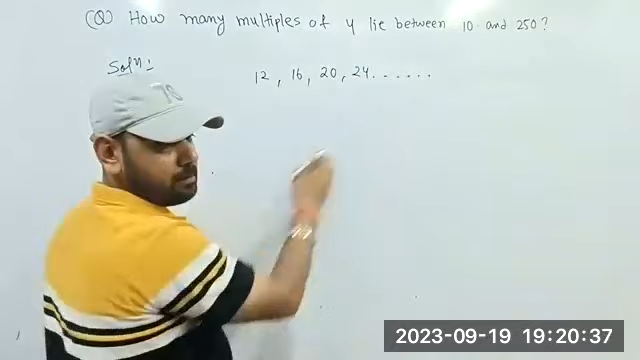 (Q) How many multiples of 4 lie between 10 and 250?
Solⁿ:
12, 16, 20, 24.......
2023-09-19 19:20:37